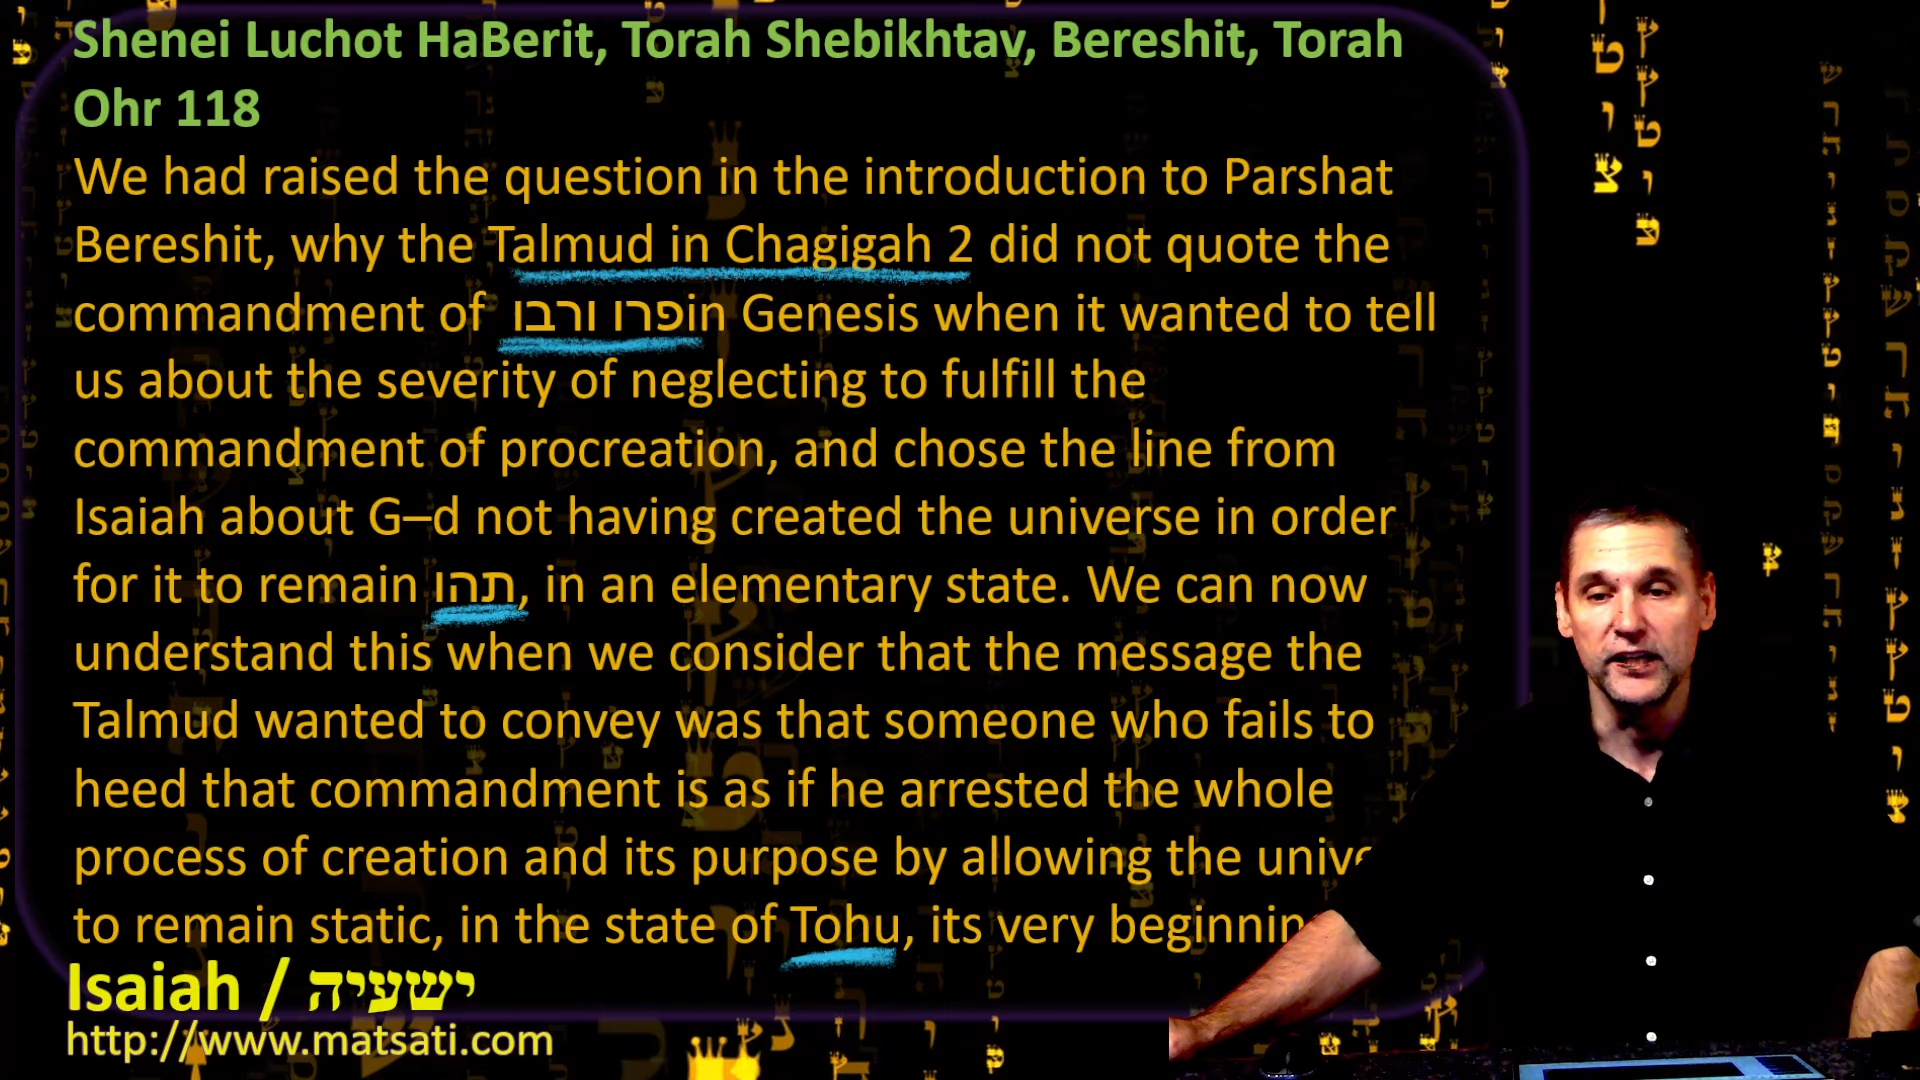 Shenei Luchot HaBerit, Torah Shebikhtav, Bereshit, Torah
Ohr 118
We had raised the question in the introduction to Parshat
Bereshit, why the Talmud in Chagigah 2 did not quote the
commandment of פרו ורבו in Genesis when it wanted to tell
us about the severity of neglecting to fulfill the
commandment of procreation, and chose the line from
Isaiah about G–d not having created the universe in order
for it to remain תהו, in an elementary state. We can now
understand this when we consider that the message the
Talmud wanted to convey was that someone who fails to
heed that commandment is as if he arrested the whole
process of creation and its purpose by allowing the
to remain static, in the state of Tohu, its very
Isaiah / ישעיה
http://www.matsati.com